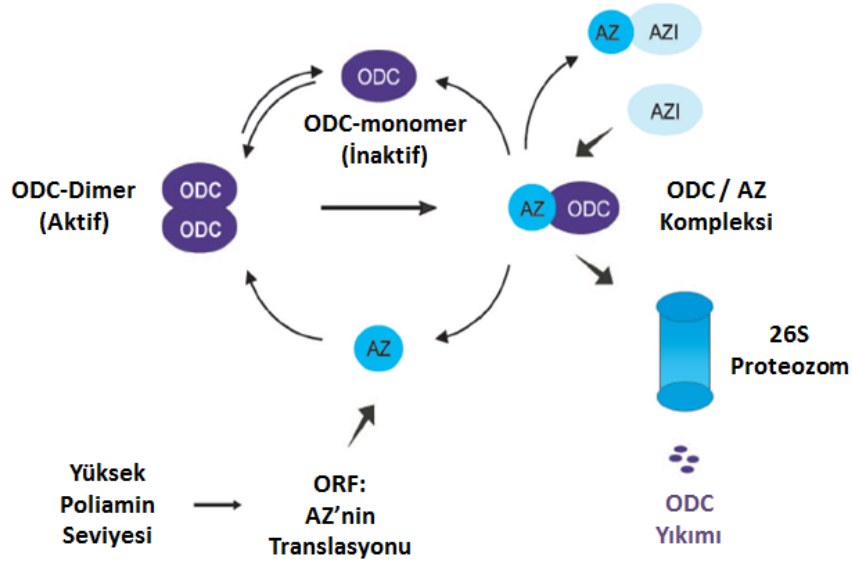 AZ AZI
ODC
AZI
ODC-monomer
(İnaktif)
ODC-Dimer
(Aktif)
ODC
ODC
AZ ODC
ODC / AZ
Kompleksi
AZ
26S
Proteozom
Yüksek
Poliamin
Seviyesi
ORF:
AZ’nin
Translasyonu
ODC
Yıkımı